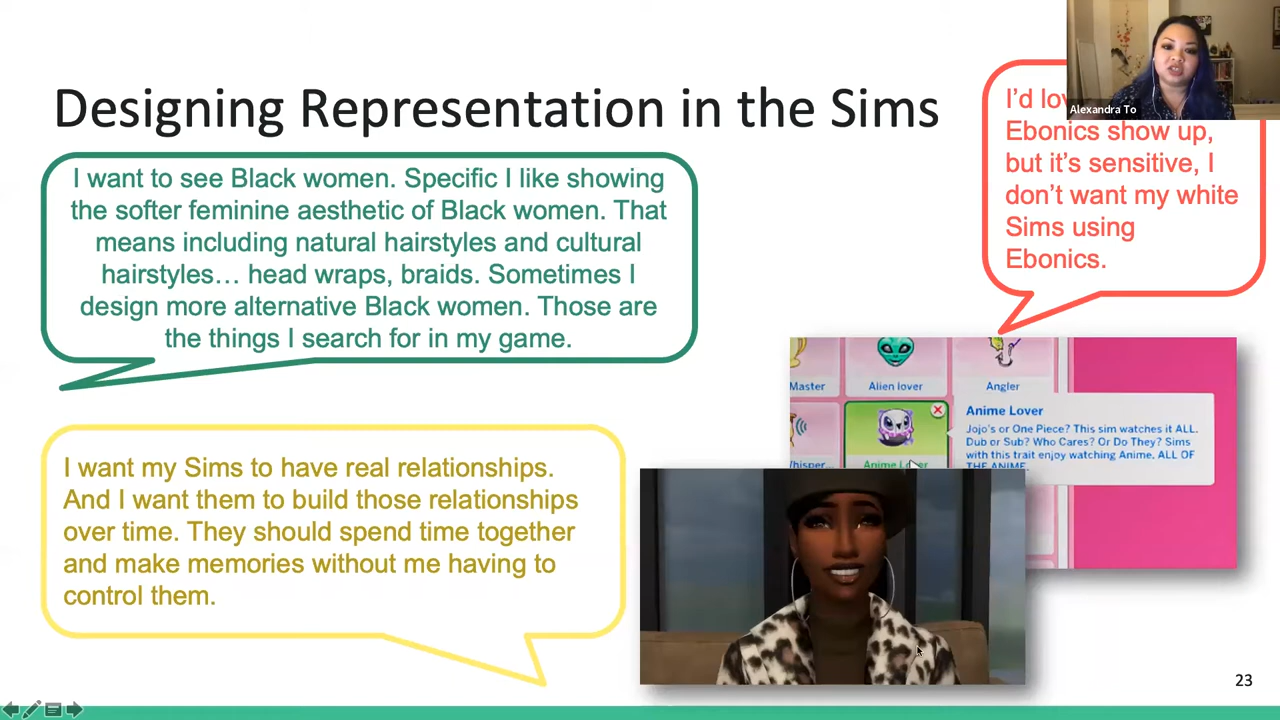 Designing Representation in the Sims
Alexandra To
I want to see Black women. Specific I like showing
the softer feminine aesthetic of Black women. That
means including natural hairstyles and cultural
hairstyles… head wraps, braids. Sometimes I
design more alternative Black women. Those are
the things I search for in my game.
I'd
Ebonics show up,
but it's sensitive, I
don't want my white
Sims using
Ebonics.
Master
Alien lover
Angler
Anime Lover
Jojo's or One Piece? This sim watches it ALL.
Dub or Sub? Who Cares? Or Do They? Sims
with this trait enjoy watching Anime, ALL OF
THE ANIME.
Anime Lover
I want my Sims to have real relationships.
And I want them to build those relationships
over time. They should spend time together
and make memories without me having to
control them.
23